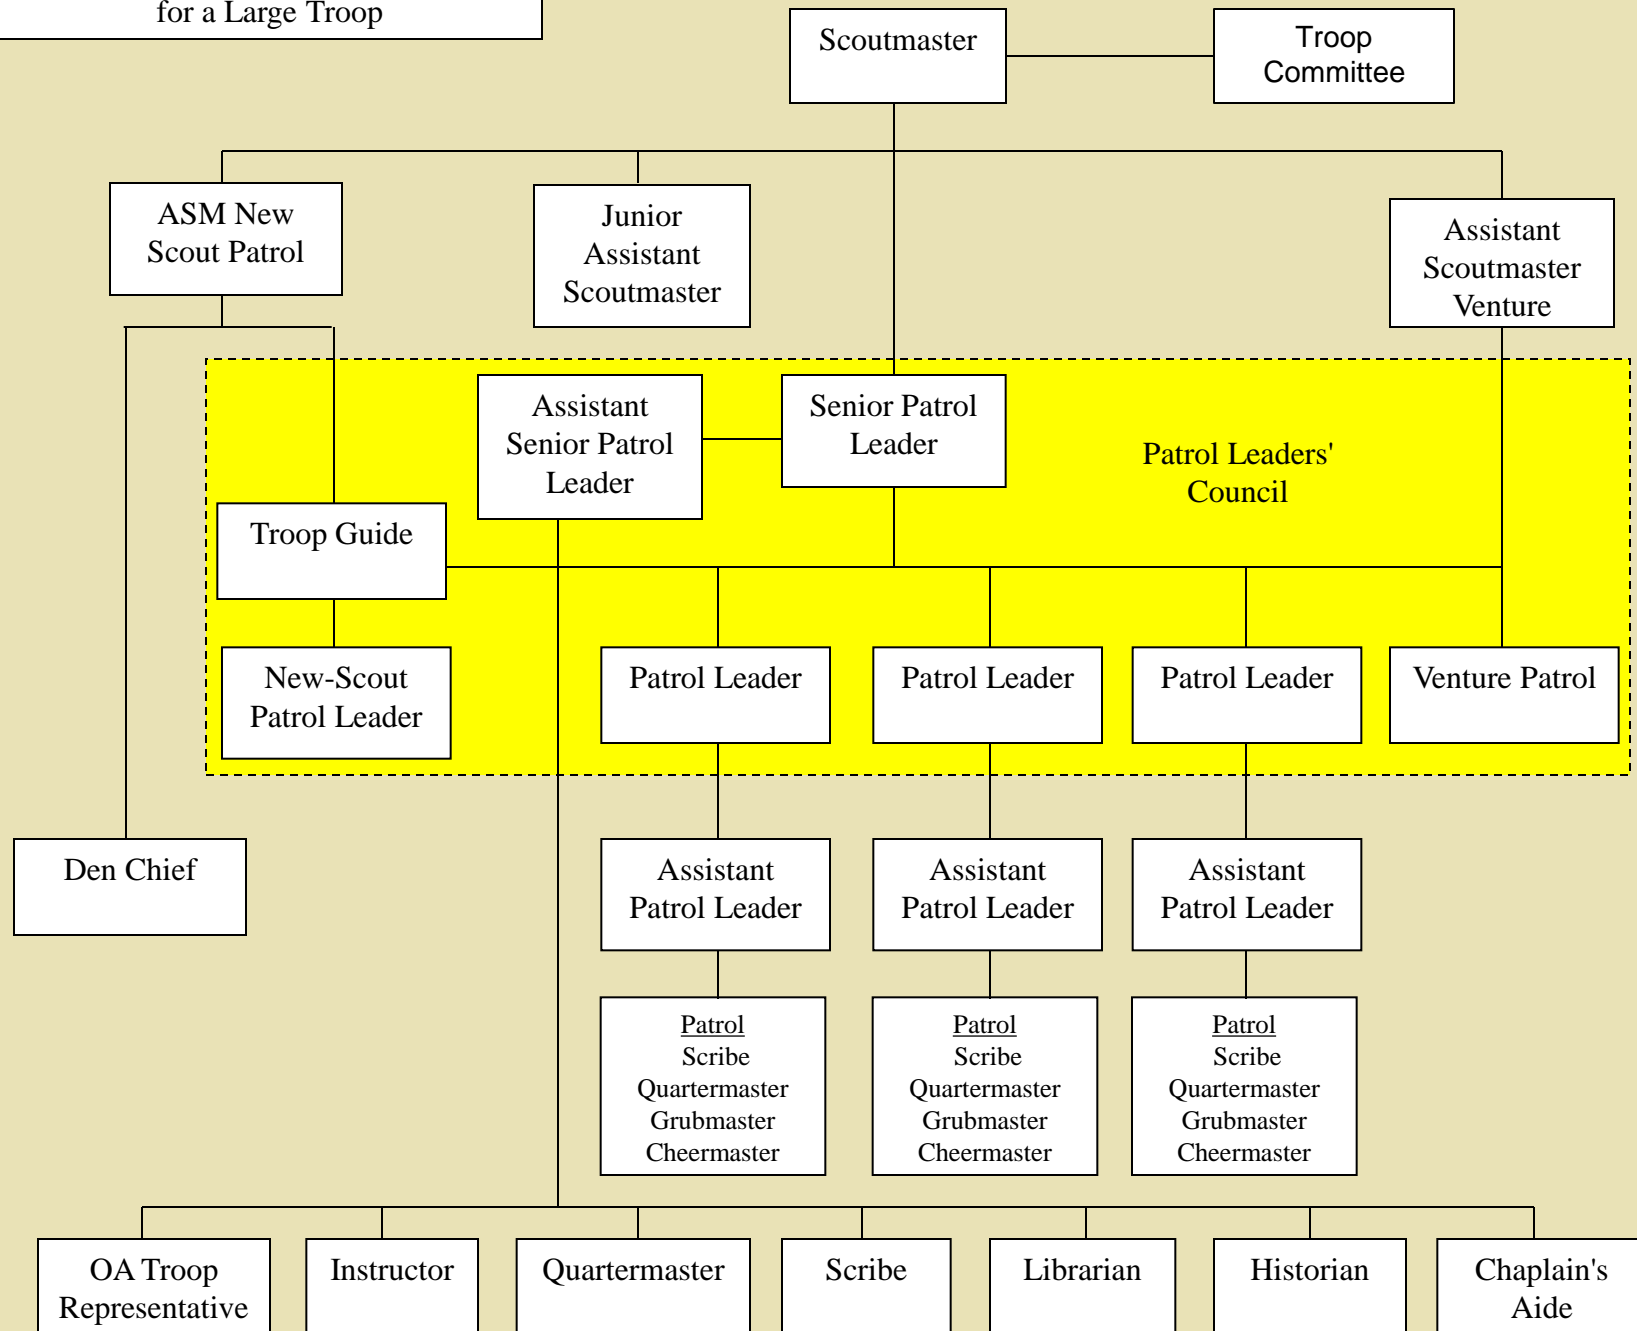 for a Large Troop
Scoutmaster
Troop
Committee
ASM New
Scout Patrol
Junior
Assistant
Scoutmaster
Assistant
Scoutmaster
Venture
Assistant
Senior Patrol
Leader
Senior Patrol
Leader
Patrol Leaders'
Council
Troop Guide
New-Scout
Patrol Leader
Patrol Leader
Patrol Leader
Patrol Leader
Venture Patrol
Den Chief
Assistant
Patrol Leader
Assistant
Patrol Leader
Assistant
Patrol Leader
Patrol
Scribe
Quartermaster
Grubmaster
Cheermaster
Patrol
Scribe
Quartermaster
Grubmaster
Cheermaster
Patrol
Scribe
Quartermaster
Grubmaster
Cheermaster
OA Troop
Representative
Instructor
Quartermaster
Scribe
Librarian
Historian
Chaplain's
Aide